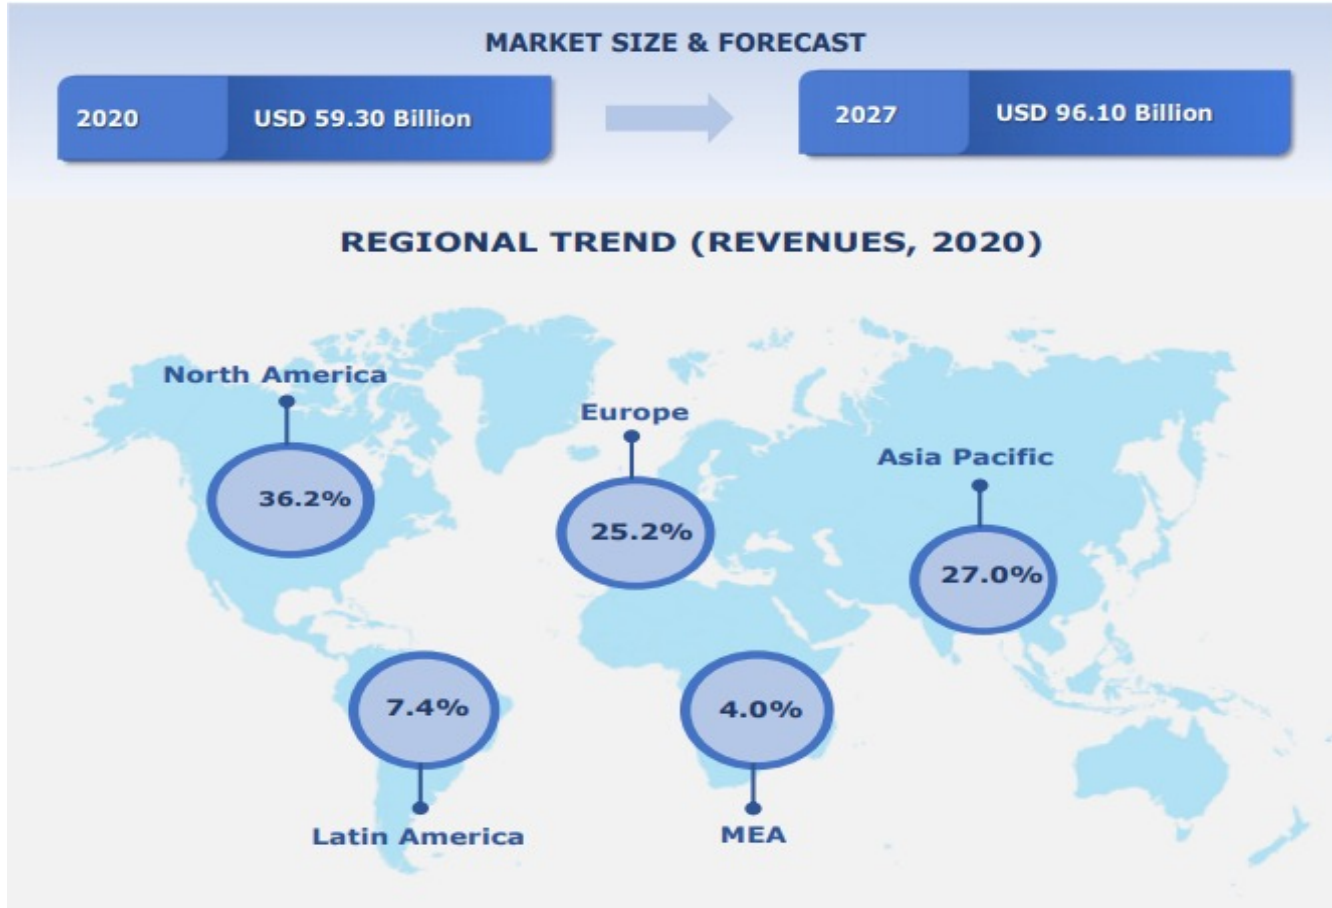 MARKET SIZE & FORECAST
2020 USD 59.30 Billion
2027 USD 96.10 Billion
REGIONAL TREND (REVENUES, 2020)
North America
36.2%
Europe
25.2%
Asia Pacific
27.0%
7.4%
Latin America
4.0%
MEA